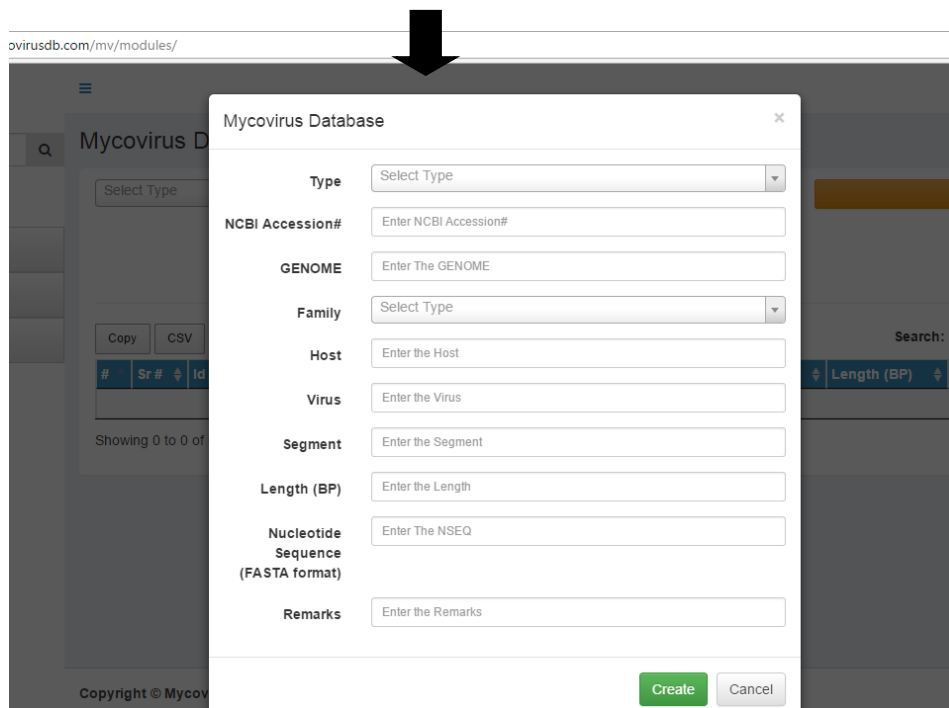 ovirusdb.com/mv/modules/
Mycovirus Database
×
Mycovirus D
Select Type
Type
Select Type
NCBI Accession#
Enter NCBI Accession#
GENOME
Enter The GENOME
Family
Select Type
Copy
CSV
Search:
Host
Enter the Host
# Sr # Id
Length (BP)
Virus
Enter the Virus
Showing 0 to 0 of
Segment
Enter the Segment
Length (BP)
Enter the Length
Nucleotide
Sequence
(FASTA format)
Enter The NSEQ
Remarks
Enter the Remarks
Create
Cancel
Copyright © Mycov